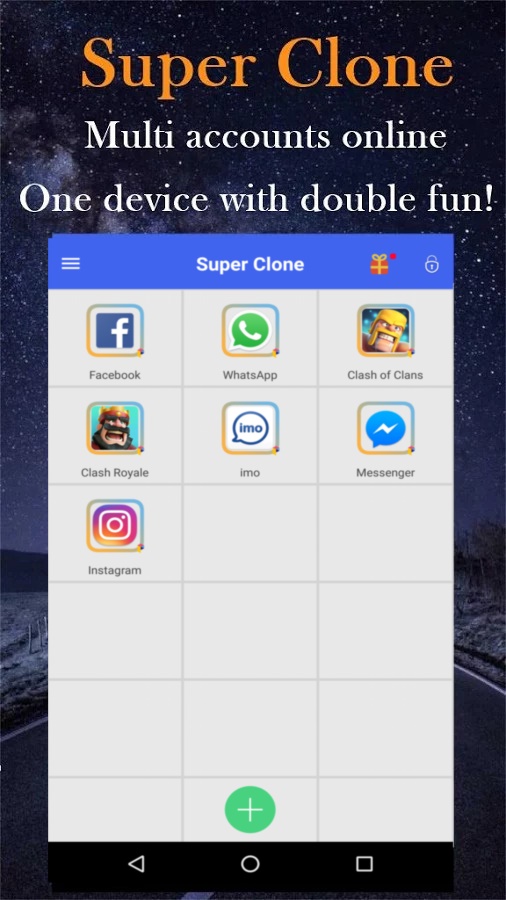 Super Clone
Multi accounts online
One device with double fun!
Super Clone
Facebook
WhatsApp
Clash of Clans
Clash Royale
imo
imo
Messenger
Instagram